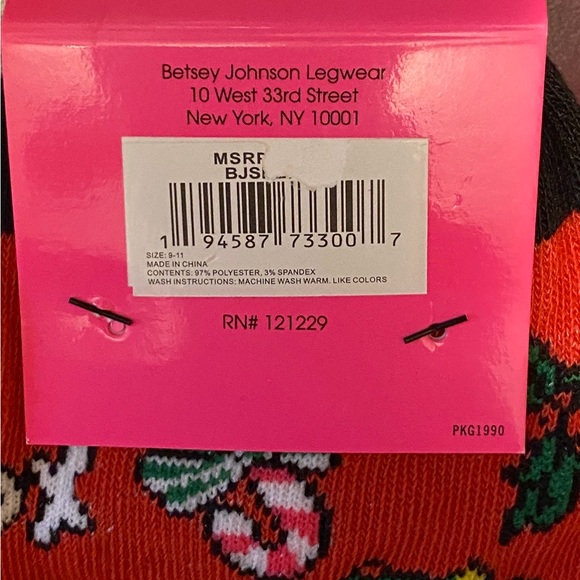 Betsey Johnson Legwear
10 West 33rd Street
New York, NY 10001
1 94587 73300 7
SIZE: 9-11
MADE IN CHINA
CONTENTS: 97% POLYESTER, 3% SPANDEX
WASH INSTRUCTIONS: MACHINE WASH WARM. LIKE COLORS
RN# 121229
PKG1990